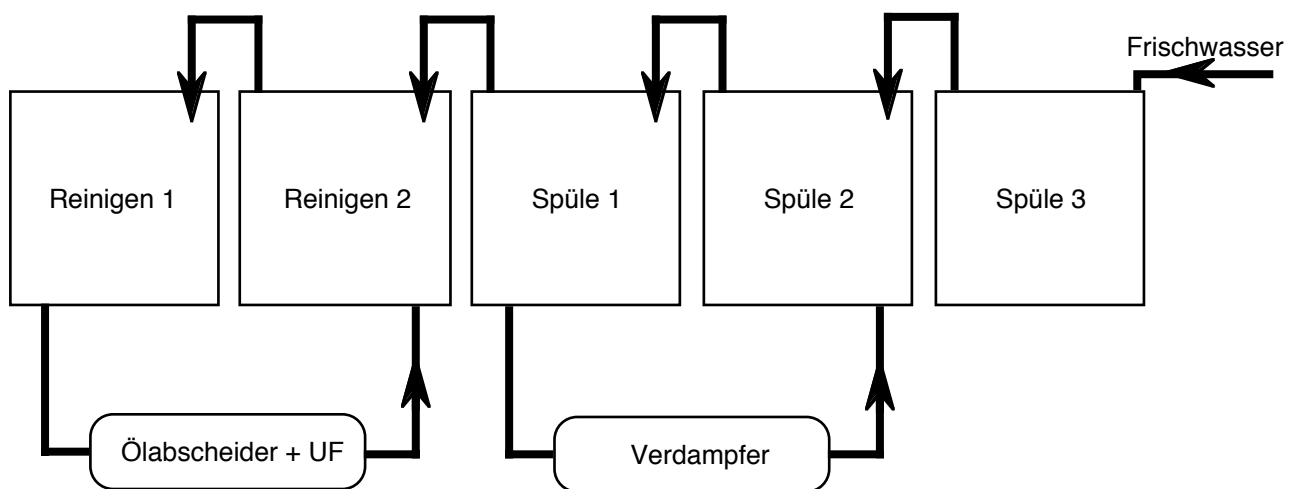 Frischwasser
Reinigen 1
Reinigen 2
Spüle 1
Spüle 2
Spüle 3
Ölabscheider + UF
Verdampfer